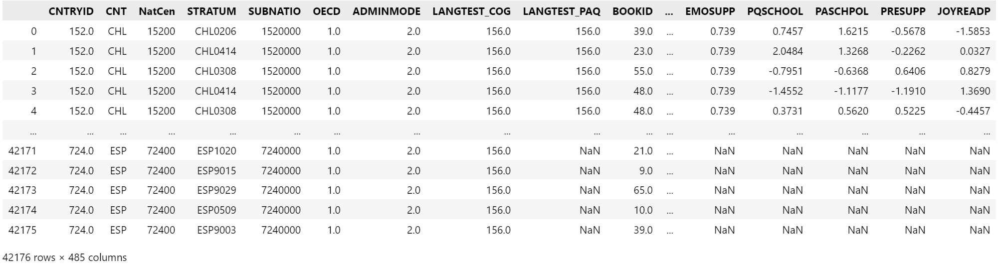 CNTRYID CNT NatCen STRATUM SUBNATIO OECD ADMINMODE LANGTEST_COG LANGTEST_PAQ BOOKID ... EMOSUPP PQSCHOOL PASCHPOL PRESUPP JOYREADP
0 152.0 CHL 15200 CHL0206 1520000 1.0 2.0 156.0 156.0 39.0 ... 0.739 0.7457 1.6215 -0.5678 -1.5853
1 152.0 CHL 15200 CHL0414 1520000 1.0 2.0 156.0 156.0 23.0 ... 0.739 2.0484 1.3268 -0.2262 0.0327
2 152.0 CHL 15200 CHL0308 1520000 1.0 2.0 156.0 156.0 55.0 ... 0.739 -0.7951 -0.6368 0.6406 0.8279
3 152.0 CHL 15200 CHL0414 1520000 1.0 2.0 156.0 156.0 48.0 ... 0.739 -1.4552 -1.1177 -1.1910 1.3690
4 152.0 CHL 15200 CHL0308 1520000 1.0 2.0 156.0 156.0 48.0 ... 0.739 0.3731 0.5620 0.5225 -0.4457
... ... ... ... ... ... ... ... ... ... ... ... ... ... ... ... ...
42171 724.0 ESP 72400 ESP1020 7240000 1.0 2.0 156.0 NaN 21.0 ... NaN NaN NaN NaN NaN
42172 724.0 ESP 72400 ESP9015 7240000 1.0 2.0 156.0 NaN 9.0 ... NaN NaN NaN NaN NaN
42173 724.0 ESP 72400 ESP9029 7240000 1.0 2.0 156.0 NaN 65.0 ... NaN NaN NaN NaN NaN
42174 724.0 ESP 72400 ESP0509 7240000 1.0 2.0 156.0 NaN 10.0 ... NaN NaN NaN NaN NaN
42175 724.0 ESP 72400 ESP9003 7240000 1.0 2.0 156.0 NaN 39.0 ... NaN NaN NaN NaN NaN
42176 rows × 485 columns